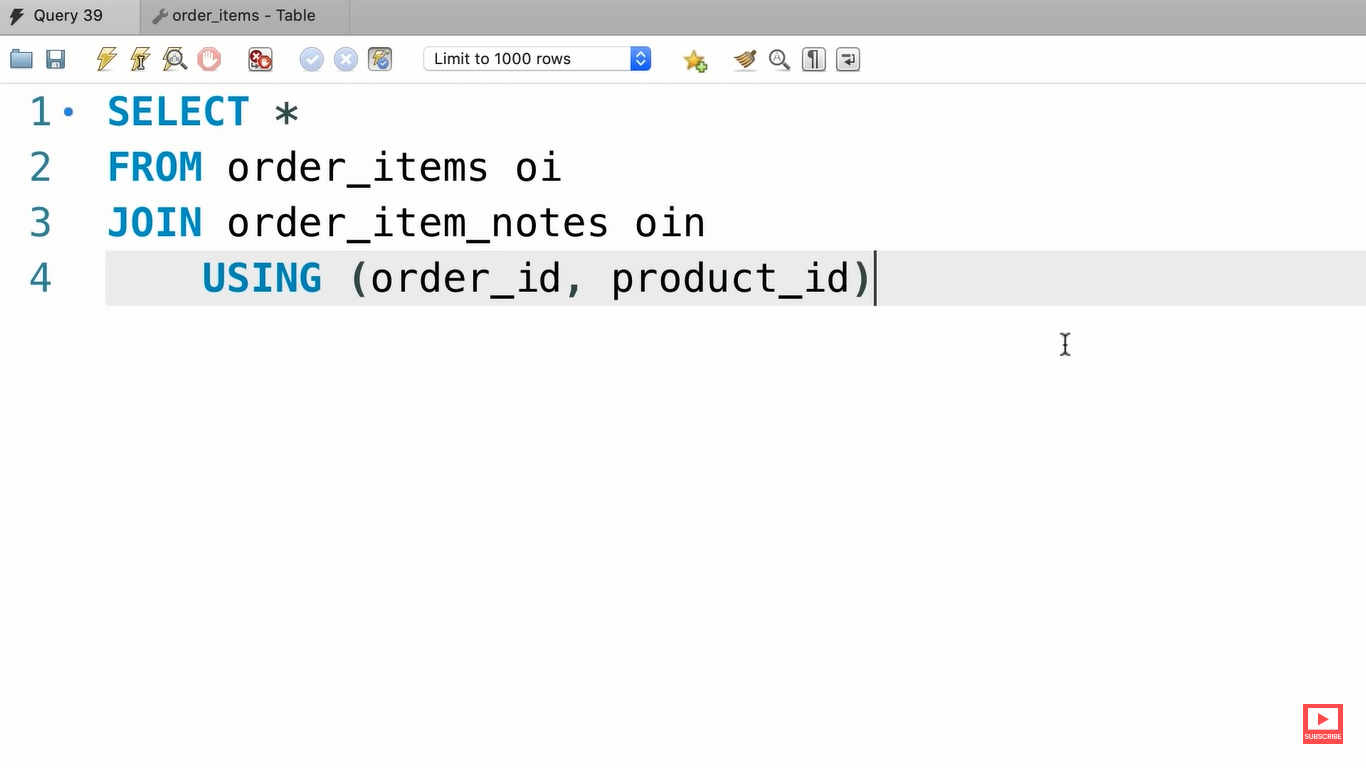 Query 39
order_items - Table
Limit to 1000 rows
1 SELECT *
2 FROM order_items oi
3 JOIN order_item_notes oin
4 USING (order_id, product_id)
SUBSCRIBE